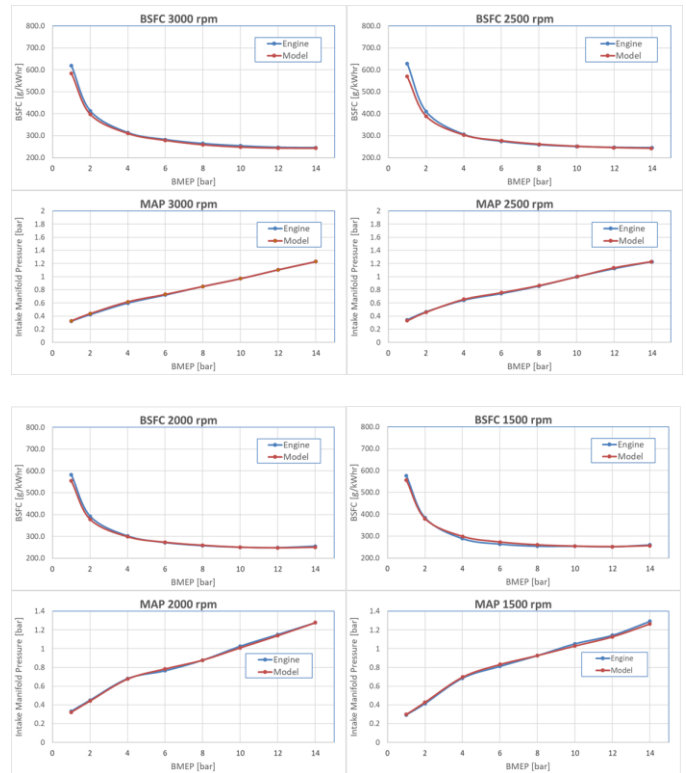 BSFC 3000 rpm
800.0
700.0
600.0
500.0
400.0
300.0
200.0
BSFC [g/kWhr]
Engine
Model
0 2 4 6 8 10 12 14
BMEP [bar]
BSFC 2500 rpm
800.0
700.0
600.0
500.0
400.0
300.0
200.0
BSFC [g/kWhr]
Engine
Model
0 2 4 6 8 10 12 14
BMEP [bar]
MAP 3000 rpm
2
1.8
1.6
1.4
1.2
1
0.8
0.6
0.4
0.2
0
Intake Manifold Pressure [bar]
Engine
Model
0 2 4 6 8 10 12 14
BMEP [bar]
MAP 2500 rpm
2
1.8
1.6
1.4
1.2
1
0.8
0.6
0.4
0.2
0
Intake Manifold Pressure [bar]
Engine
Model
0 2 4 6 8 10 12 14
BMEP [bar]
BSFC 2000 rpm
800.0
700.0
600.0
500.0
400.0
300.0
200.0
BSFC [g/kWhr]
Engine
Model
0 2 4 6 8 10 12 14
BMEP [bar]
BSFC 1500 rpm
800.0
700.0
600.0
500.0
400.0
300.0
200.0
BSFC [g/kWhr]
Engine
Model
0 2 4 6 8 10 12 14
BMEP [bar]
MAP 2000 rpm
1.4
1.2
1
0.8
0.6
0.4
0.2
0
Intake Manifold Pressure [bar]
Engine
Model
0 2 4 6 8 10 12 14
BMEP [bar]
MAP 1500 rpm
1.4
1.2
1
0.8
0.6
0.4
0.2
0
Intake Manifold Pressure [bar]
Engine
Model
0 2 4 6 8 10 12 14
BMEP [bar]